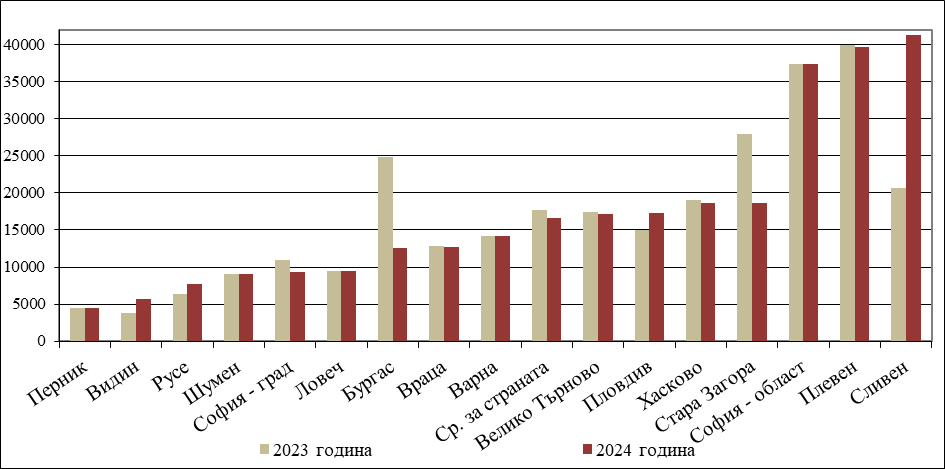 40000
35000
30000
25000
20000
15000
10000
5000
0
Перник
Видин
Русе
Шумен
София - град
Ловеч
Бургас
Враца
Варна
Ср. за страната
Велико Търново
Пловдив
Хасково
Стара Загора
София - област
Плевен
Сливен
2023 година
2024 година